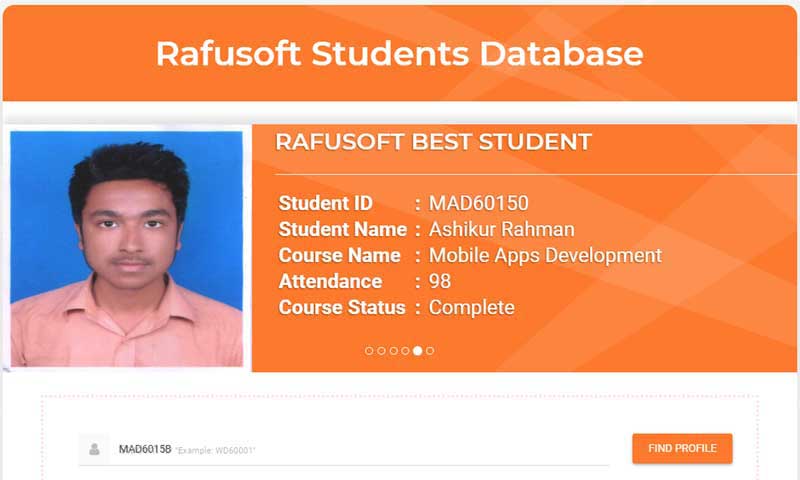 Rafusoft Students Database
RAFUSOFT BEST STUDENT
Student ID : MAD60150
Student Name : Ashikur Rahman
Course Name : Mobile Apps Development
Attendance : 98
Course Status : Complete
"Example: WD60001"
FIND PROFILE